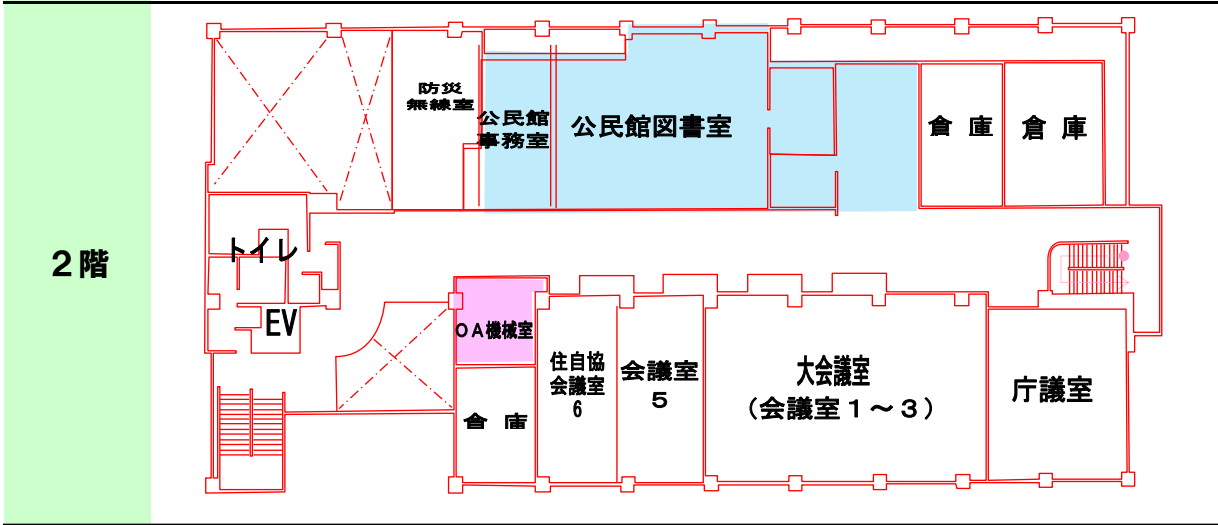 2階
防災
無線室
公民館
事務室
公民館図書室
倉庫
倉庫
トイレ
EV
OA機械室
倉庫
住自協
会議室
6
会議室
5
大会議室
(会議室1~3)
庁議室